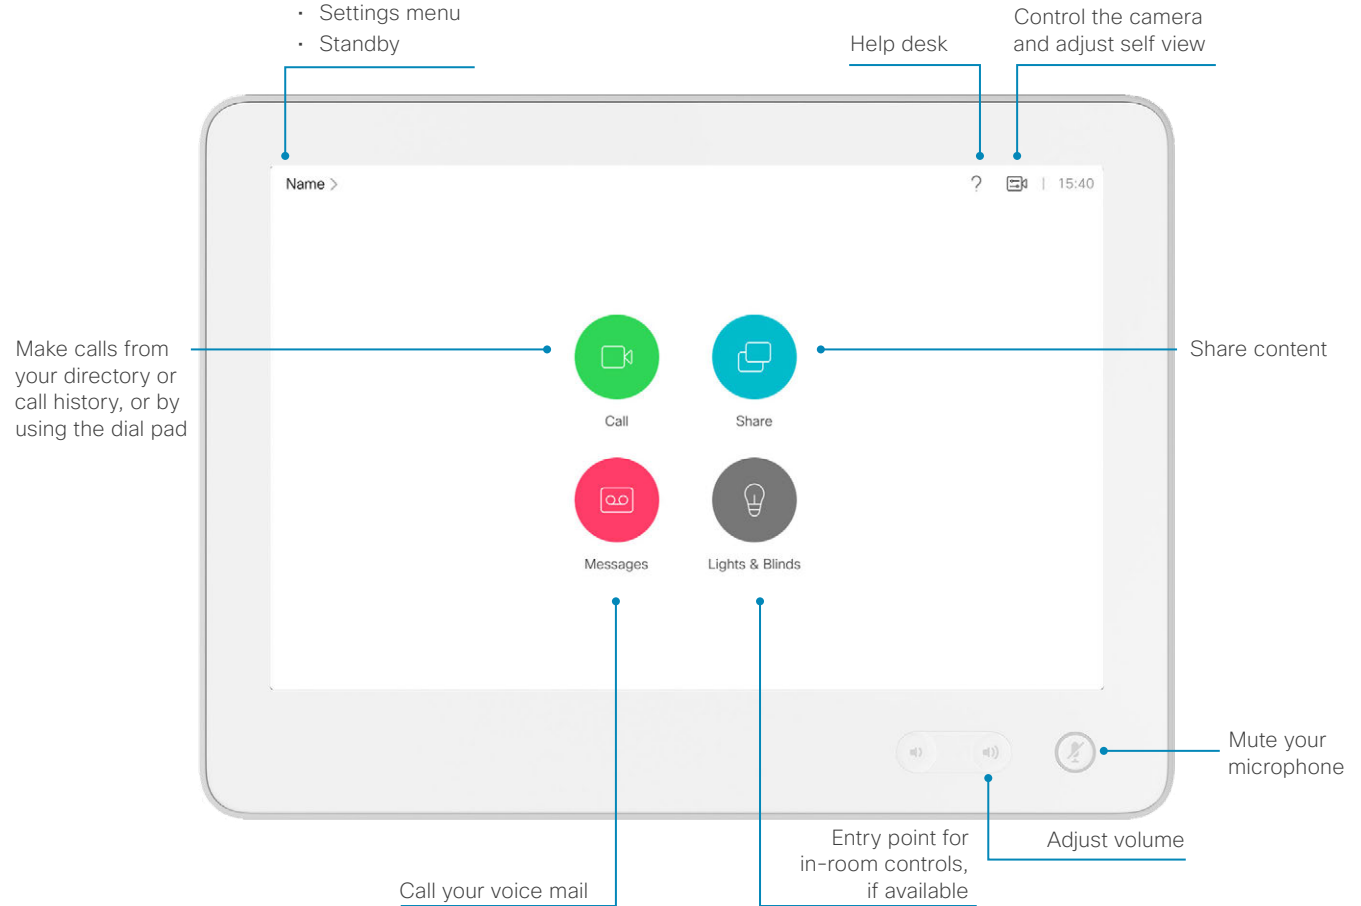 · Settings menu
· Standby
Help desk
Control the camera
and adjust self view
Name >
?
15:40
Make calls from
your directory or
call history, or by
using the dial pad
Call
Share
Share content
Messages
Lights & Blinds
Mute your
microphone
Adjust volume
Entry point for
in-room controls,
if available
Call your voice mail